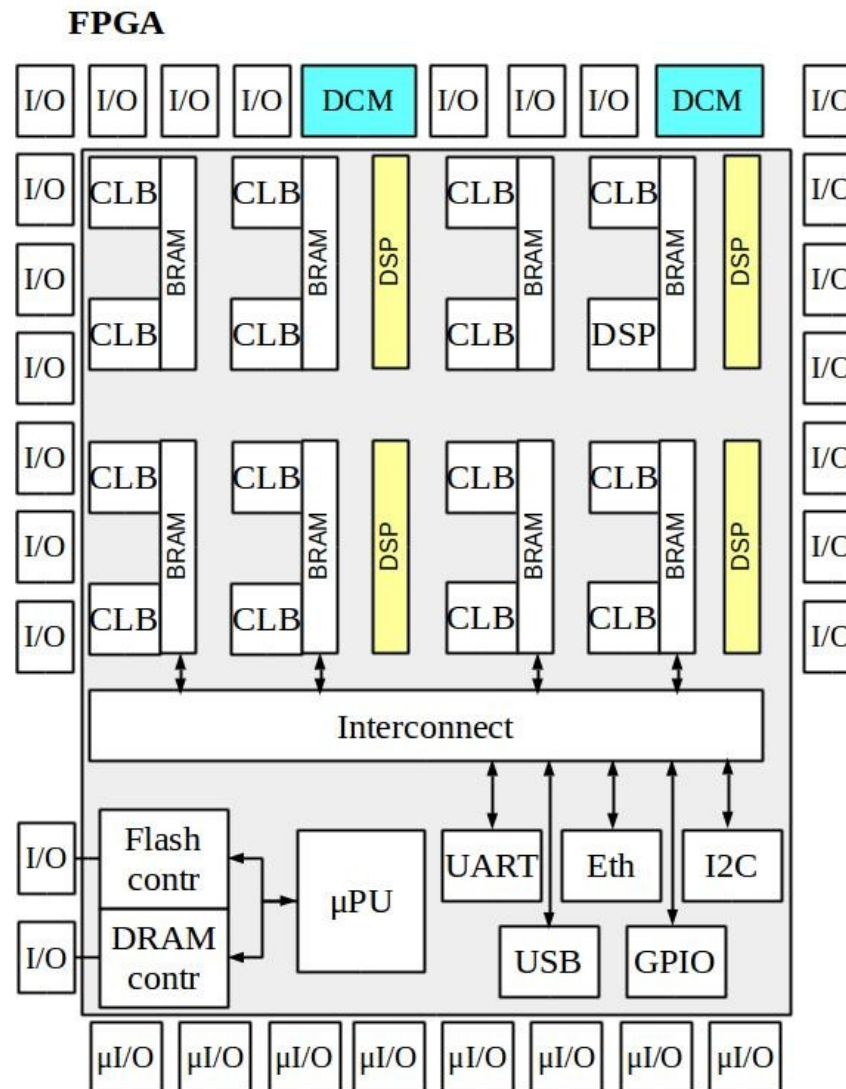 FPGA
I/O I/O I/O I/O DCM I/O I/O I/O DCM I/O
I/O CLB CLB CLB CLB I/O
BRAM BRAM DSP BRAM BRAM DSP
I/O I/O
I/O CLB CLB CLB DSP I/O
I/O CLB CLB CLB CLB I/O
BRAM BRAM DSP BRAM BRAM DSP
I/O I/O
I/O CLB CLB CLB CLB I/O
Interconnect
I/O Flash
contr
μPU
UART Eth I2C
I/O DRAM
contr
USB GPIO
μI/O μI/O μI/O μI/O μI/O μI/O μI/O μI/O